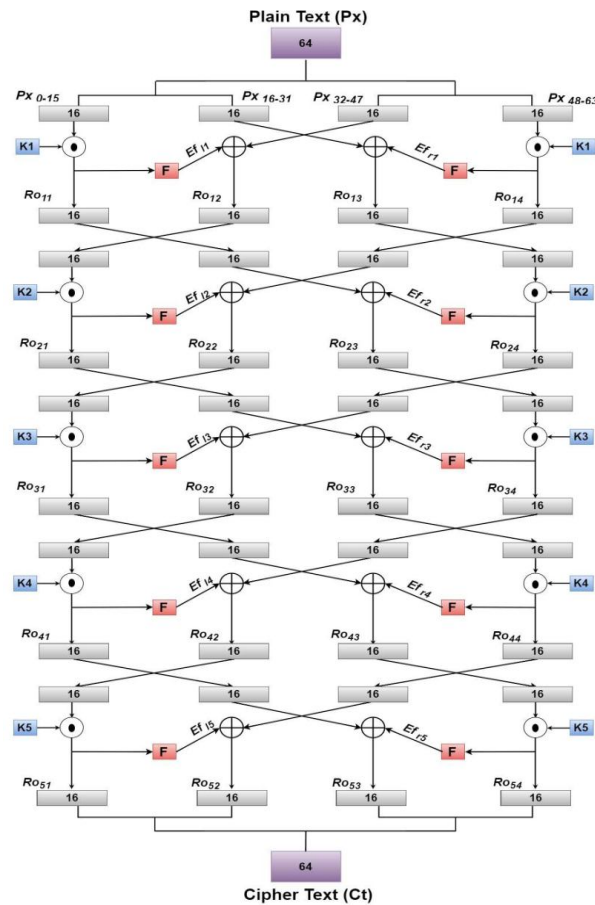 Plain Text (Px)
64
Px 0-15 Px 16-31 Px 32-47 Px 48-63
16 16 16 16
K1 Ef l1 Ef r1 K1
F F
Ro11 Ro12 Ro13 Ro14
16 16 16 16
16 16 16 16
K2 Ef l2 Ef r2 K2
F F
Ro21 Ro22 Ro23 Ro24
16 16 16 16
16 16 16 16
K3 Ef l3 Ef r3 K3
F F
Ro31 Ro32 Ro33 Ro34
16 16 16 16
16 16 16 16
K4 Ef l4 Ef r4 K4
F F
Ro41 Ro42 Ro43 Ro44
16 16 16 16
16 16 16 16
K5 Ef l5 Ef r5 K5
F F
Ro51 Ro52 Ro53 Ro54
16 16 16 16
64
Cipher Text (Ct)